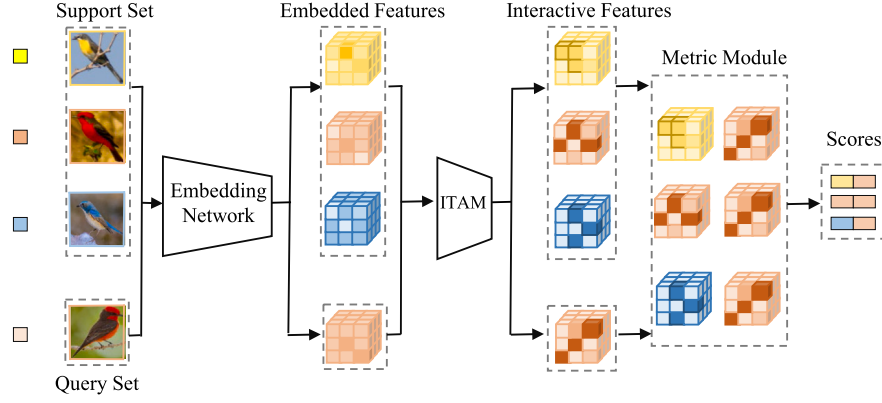 Support Set
Embedded Features
Interactive Features
Metric Module
Scores
Embedding
Network
ITAM
Query Set